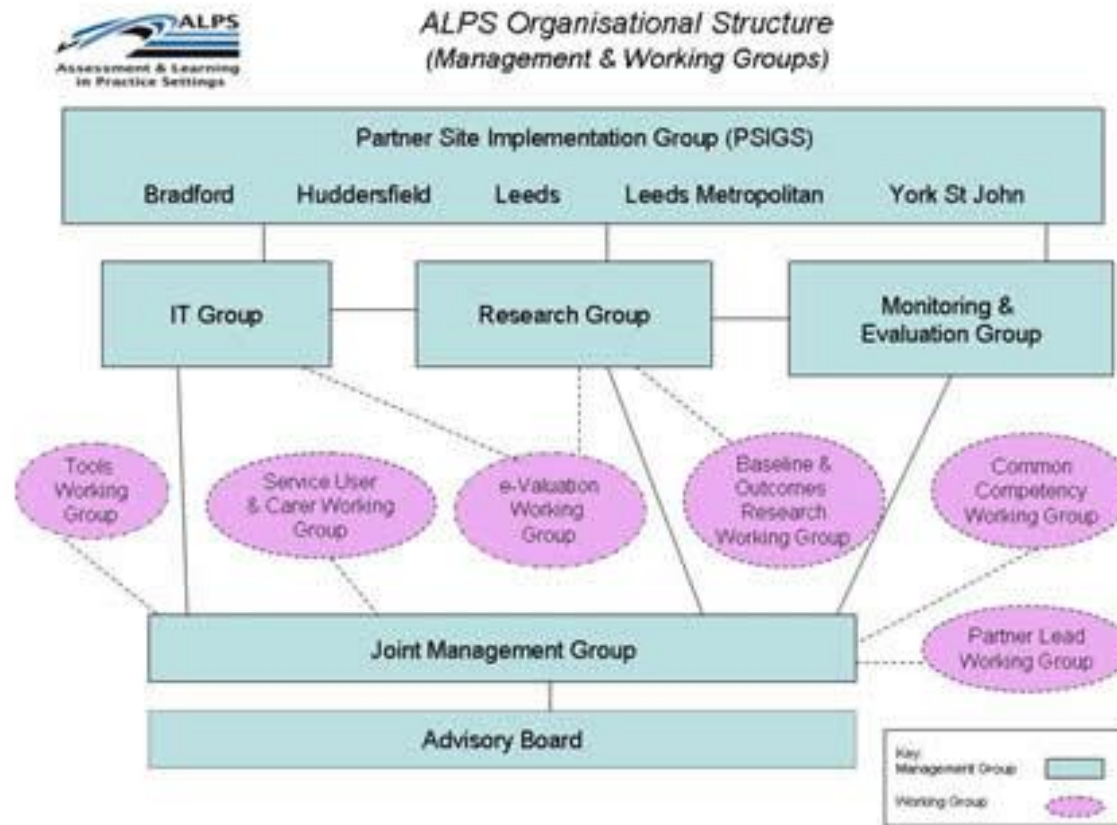 ALPS
Assessment & Learning
in Practice Settings
ALPS Organisational Structure
(Management & Working Groups)
Partner Site Implementation Group (PSIGS)
Bradford Huddersfield Leeds Leeds Metropolitan York St John
IT Group
Research Group
Monitoring &
Evaluation Group
Tools
Working
Group
Service User
& Carer Working
Group
e-Valuation
Working
Group
Baseline &
Outcomes
Research
Working Group
Common
Competency
Working Group
Joint Management Group
Partner Lead
Working Group
Advisory Board
Key
Management Group
Working Group